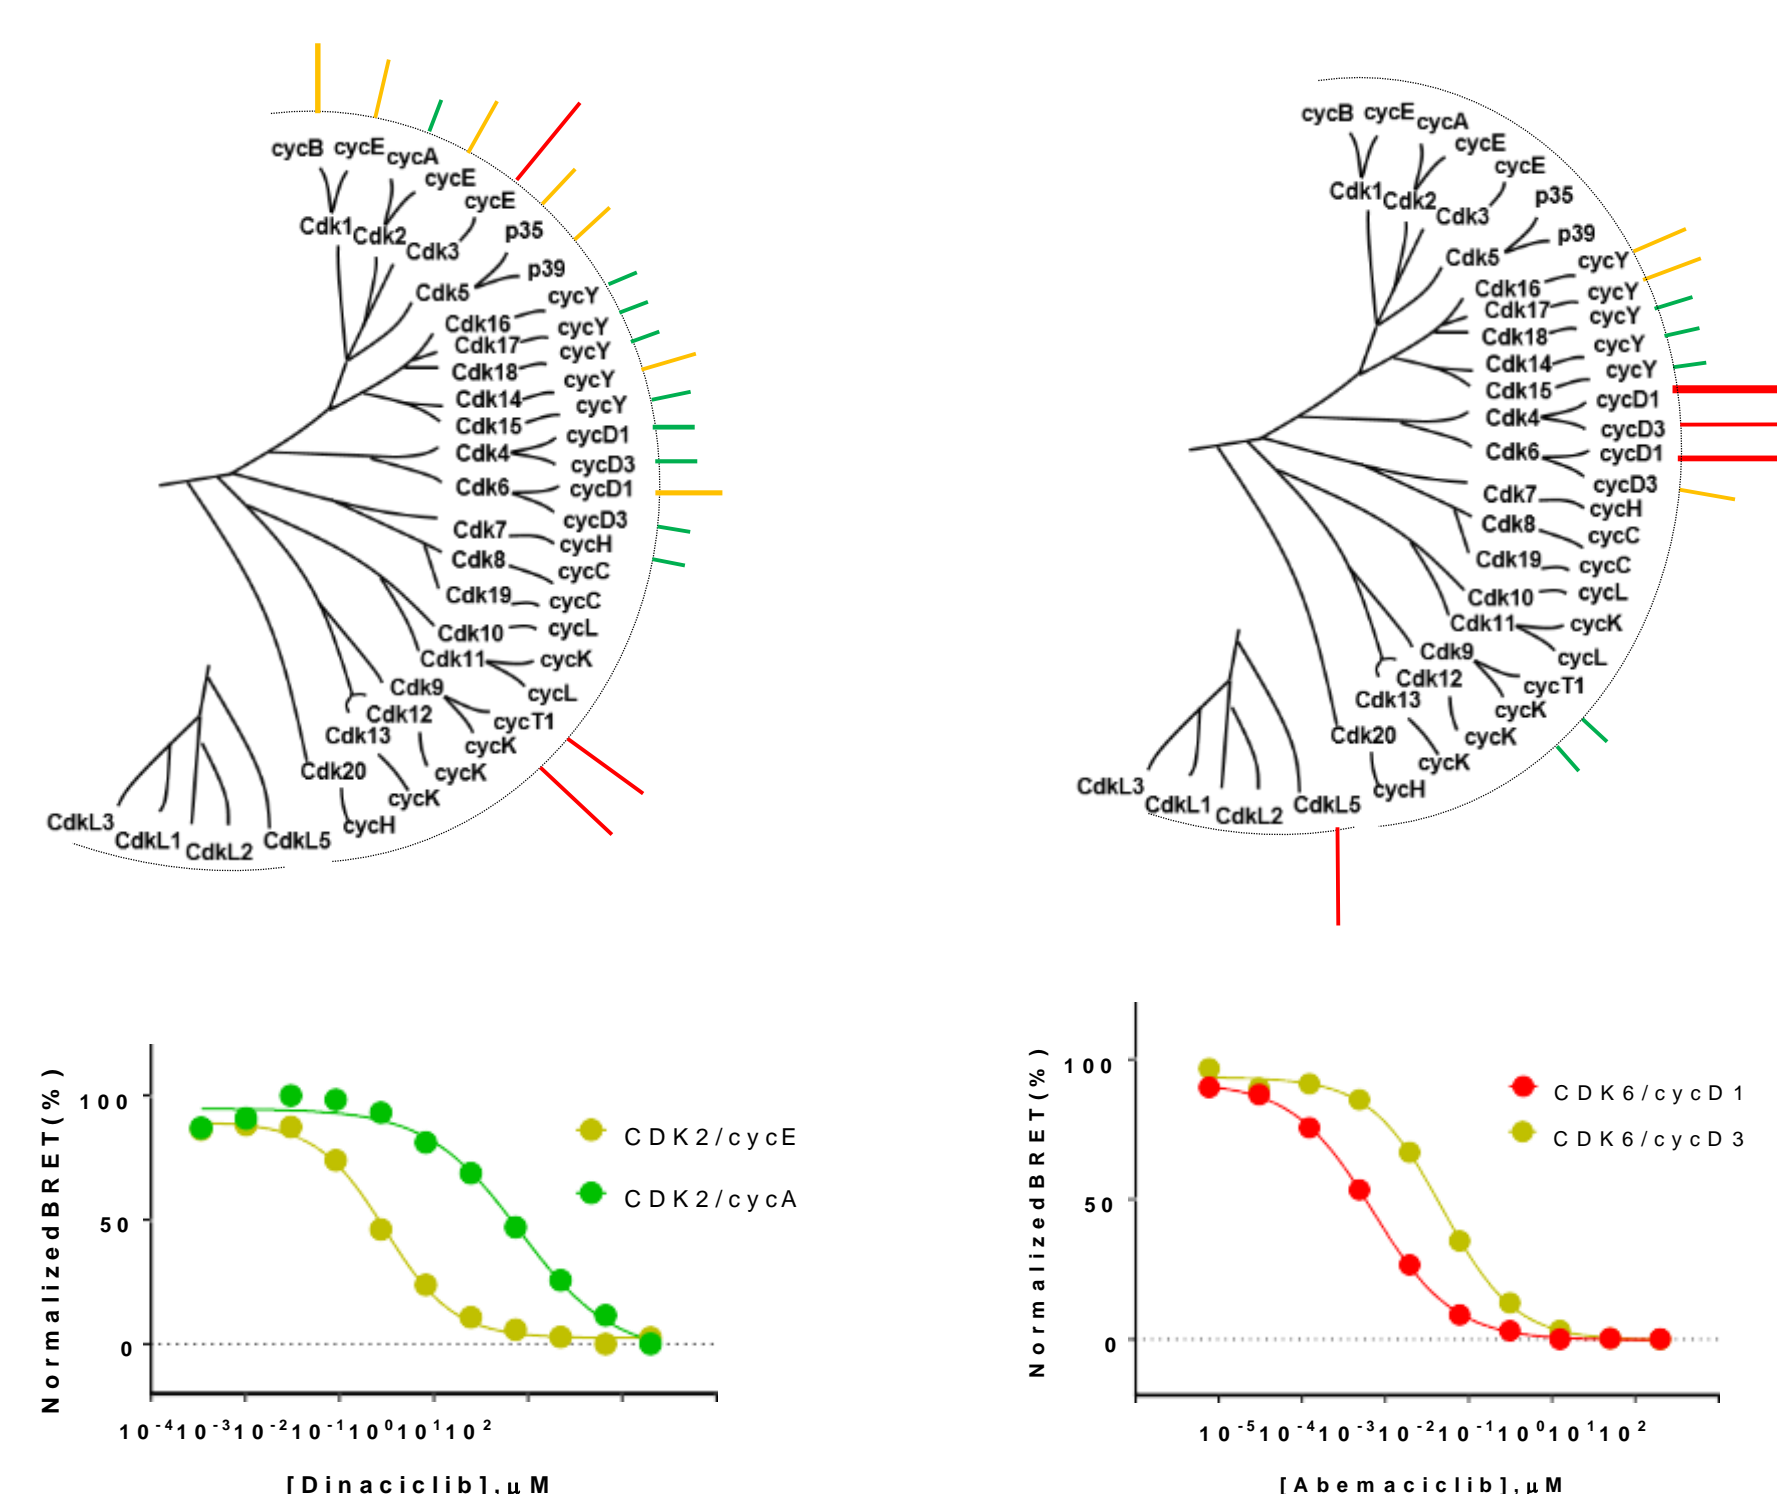 cycB cycE cycA
cycE
cycE
Cdk1 Cdk2 Cdk3
p35
p39
Cdk5
cycY
Cdk16
cycY
Cdk17
cycY
Cdk18
cycY
Cdk14
cycY
Cdk15
cycD1
Cdk4
cycD3
Cdk6 cycD1
cycD3
Cdk7
cycH
Cdk8
cycC
Cdk19 cycC
Cdk10 cycL
Cdk11 cycK
cycL
Cdk9
cycT1
Cdk12
cycK
Cdk13
cycK
Cdk20
cycK
cycH
CdkL3
CdkL1
CdkL2
CdkL5
cycB cycE cycA
cycE
cycE
Cdk1 Cdk2 Cdk3
p35
p39
Cdk5
cycY
Cdk16
cycY
Cdk17
cycY
Cdk18
cycY
Cdk14
cycY
Cdk15
cycD1
Cdk4
cycD3
Cdk6 cycD1
cycD3
Cdk7
cycH
Cdk8
cycC
Cdk19 cycC
Cdk10 cycL
Cdk11 cycK
cycL
Cdk9
cycT1
Cdk12
cycK
Cdk13
cycK
Cdk20
cycK
cycH
CdkL3
CdkL1
CdkL2
CdkL5
Normalized BRET (%)
100
50
0
CDK2/cycE
CDK2/cycA
10⁻⁴ 10⁻³ 10⁻² 10⁻¹ 10⁰ 10¹ 10²
[Dinaciclib], µM
Normalized BRET (%)
100
50
0
CDK6/cycD1
CDK6/cycD3
10⁻⁵ 10⁻⁴ 10⁻³ 10⁻² 10⁻¹ 10⁰ 10¹ 10²
[Abemaciclib], µM